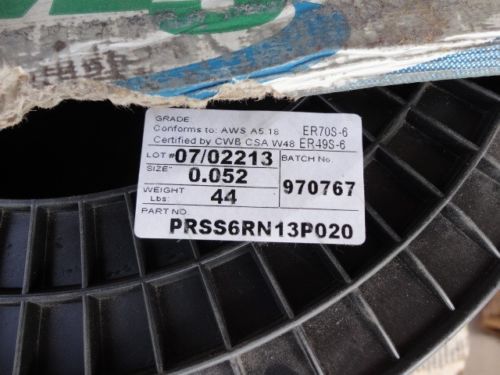 GRADE
Conforms to: AWS A5.18 ER70S-6
Certified by CWB CSA W48 ER49S-6
LOT # 07/02213 BATCH No.
SIZE" 0.052 970767
WEIGHT Lbs: 44
PART NO.
PRSS6RN13P020